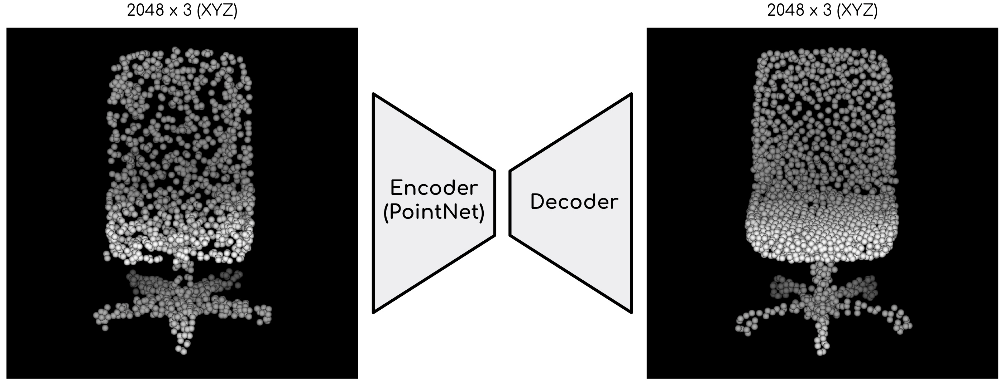 2048 x 3 (XYZ)
2048 x 3 (XYZ)
Encoder
(PointNet)
Decoder